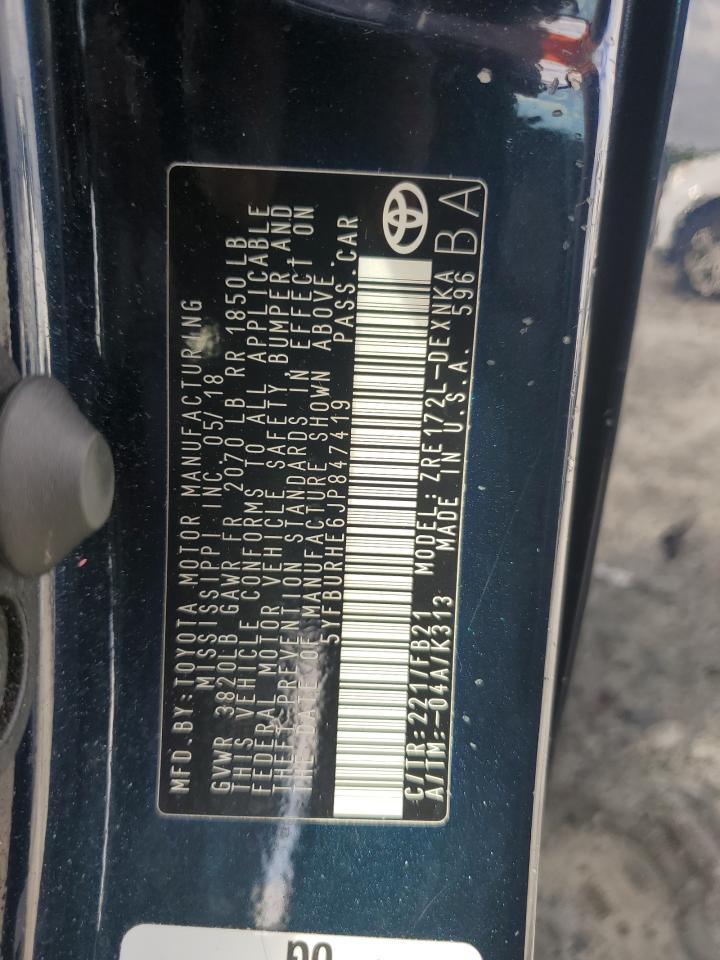 MFD.BY:TOYOTA MOTOR MANUFACTURING
MISSISSIPPI INC. 05/18
GVWR 3820LB GAWR FR 2070 LB RR 1850 LB
THIS VEHICLE CONFORMS TO ALL APPLICABLE
FEDERAL MOTOR VEHICLE SAFETY BUMPER, AND
THEFT PREVENTION STANDARDS IN EFFECT ON
THE DATE OF MANUFACTURE SHOWN ABOVE.
5YFBURHE6JP847419 PASS.CAR
C/TR:221/FB21 MODEL:ZRE172L-DEXNKA
A/TM:-04A/K313 MADE IN U.S.A. 596
BA